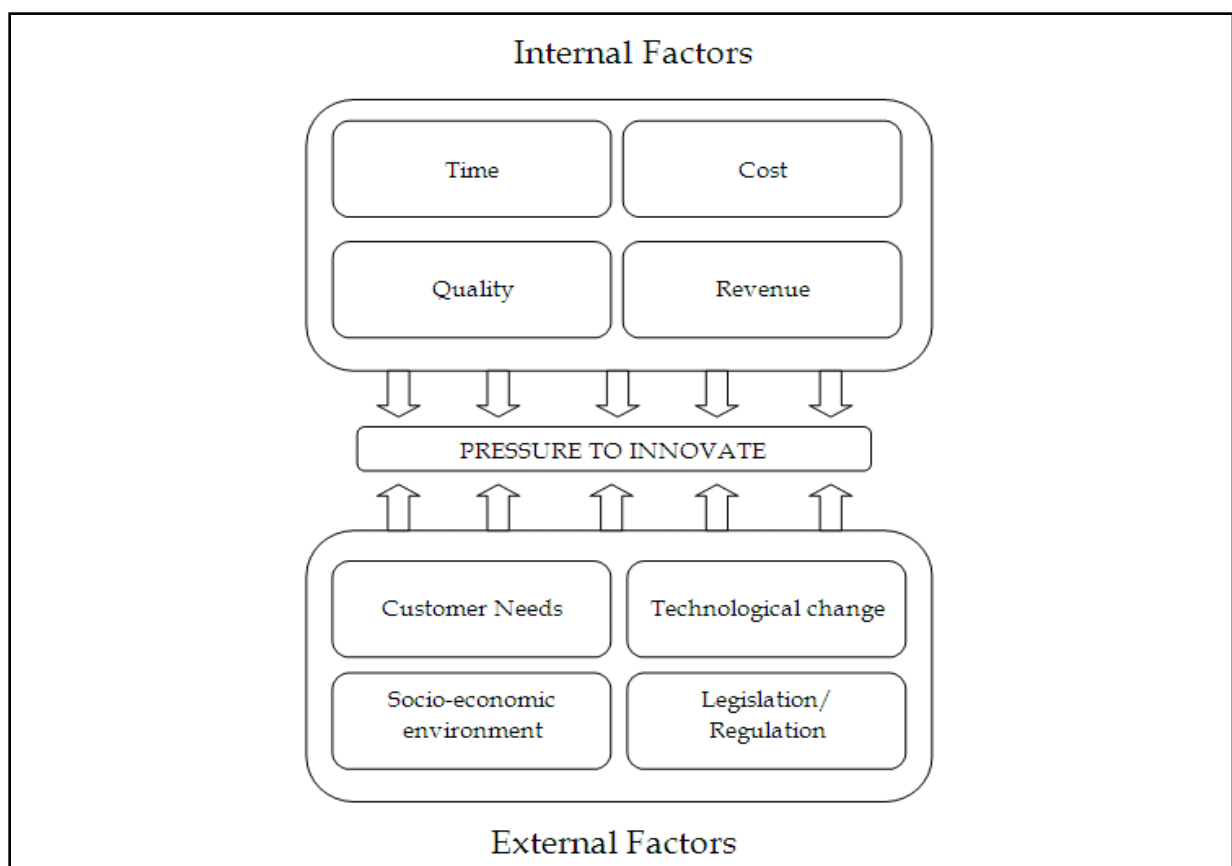 Internal Factors
Time
Cost
Quality
Revenue
PRESSURE TO INNOVATE
Customer Needs
Technological change
Socio-economic
environment
Legislation/
Regulation
External Factors